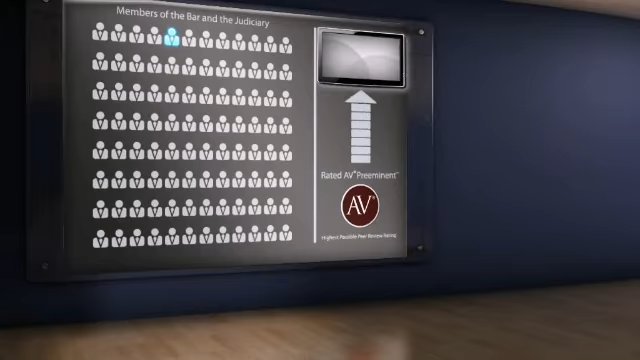 Members of the Bar and the Judiciary
Rated AV®Preeminent™
AV®
Highest Possible Peer Review Rating